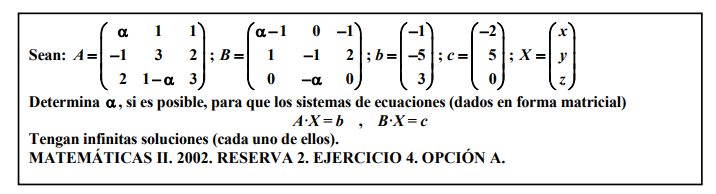 Sean: A = ( α 1 1 ; −1 3 2 ; 2 1−α 3 ) ; B = ( α−1 0 −1 ; 1 −1 2 ; 0 −α 0 ) ; b = ( −1 ; −5 ; 3 ) ; c = ( −2 ; 5 ; 0 ) ; X = ( x ; y ; z )
Determina α, si es posible, para que los sistemas de ecuaciones (dados en forma matricial)
A·X = b , B·X = c
Tengan infinitas soluciones (cada uno de ellos).
MATEMÁTICAS II. 2002. RESERVA 2. EJERCICIO 4. OPCIÓN A.